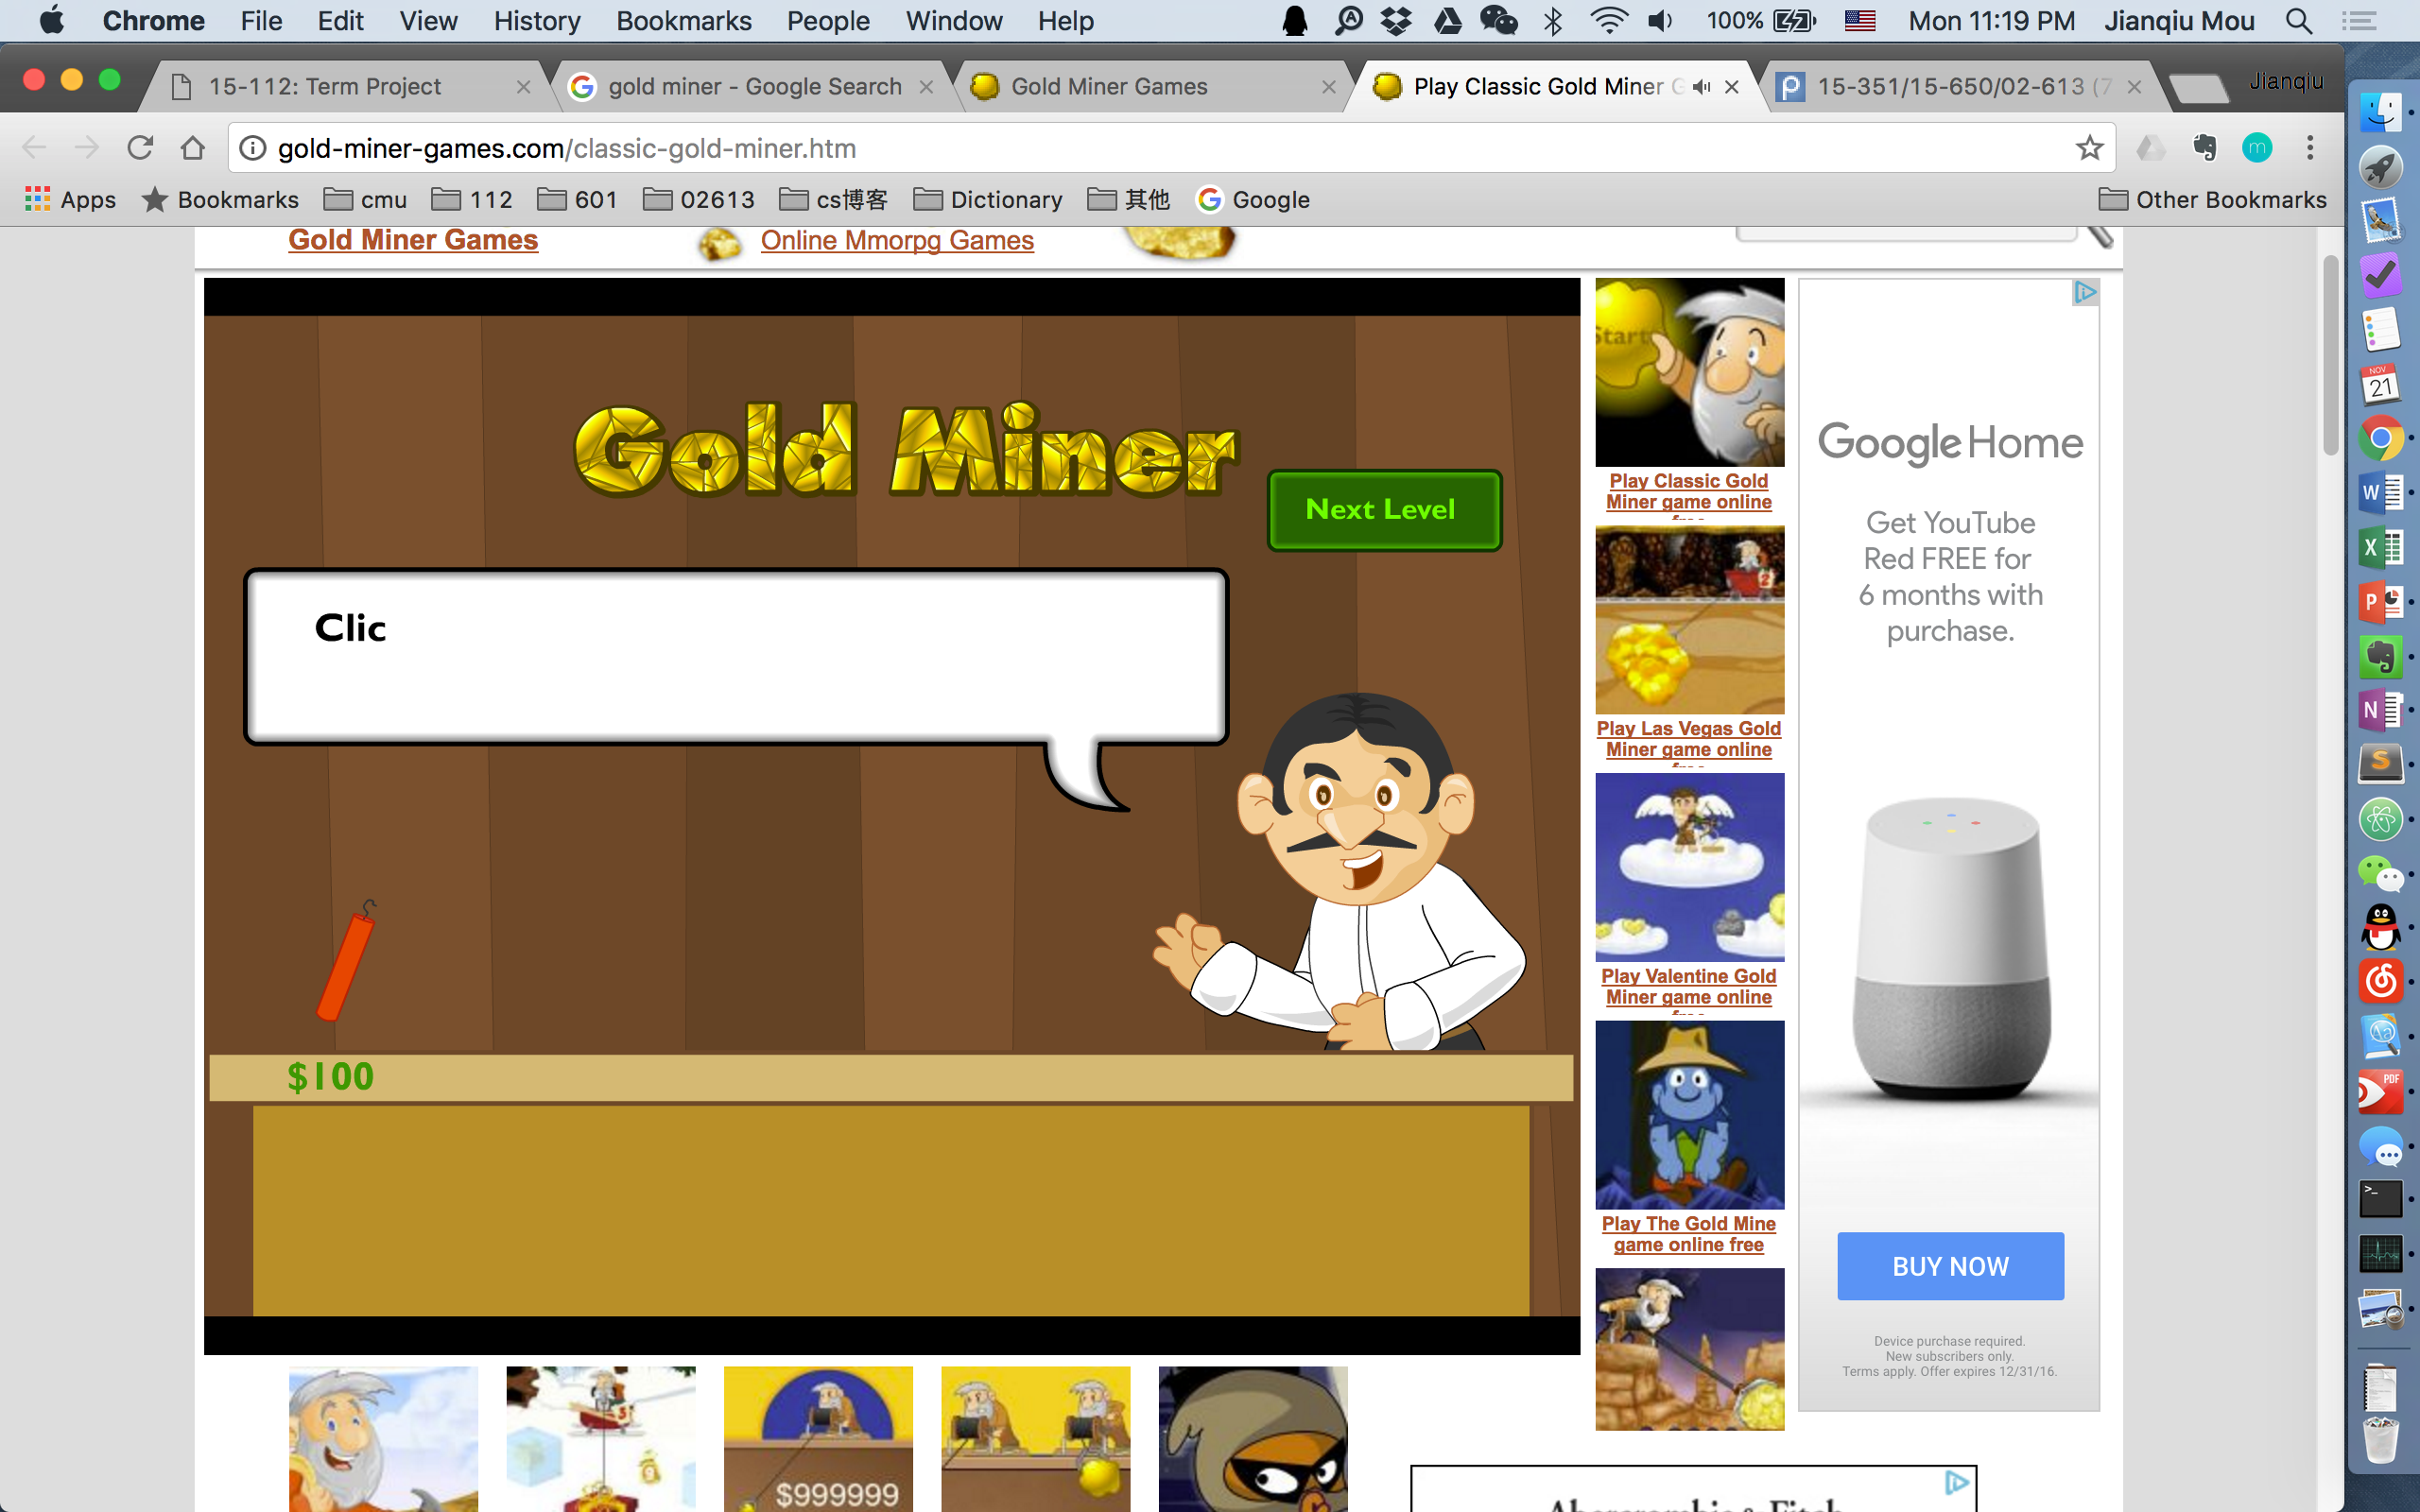 Chrome File Edit View History Bookmarks People Window Help 100% Mon 11:19 PM Jianqiu Mou
15-112: Term Project
gold miner - Google Search
Gold Miner Games
Play Classic Gold Miner G
15-351/15-650/02-613 (7
Jianqiu
gold-miner-games.com/classic-gold-miner.htm
Apps Bookmarks cmu 112 601 02613 cs博客 Dictionary 其他 Google Other Bookmarks
Gold Miner Games
Online Mmorpg Games
Gold Miner
Next Level
Clic
$100
Start
Play Classic Gold
Miner game online
Play Las Vegas Gold
Miner game online
Play Valentine Gold
Miner game online
Play The Gold Mine
game online free
Google Home
Get YouTube
Red FREE for
6 months with
purchase.
BUY NOW
Device purchase required.
New subscribers only.
Terms apply. Offer expires 12/31/16.
$999999
NOV
21
PDF